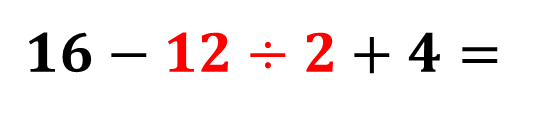 16 − 12 ÷ 2 + 4 =